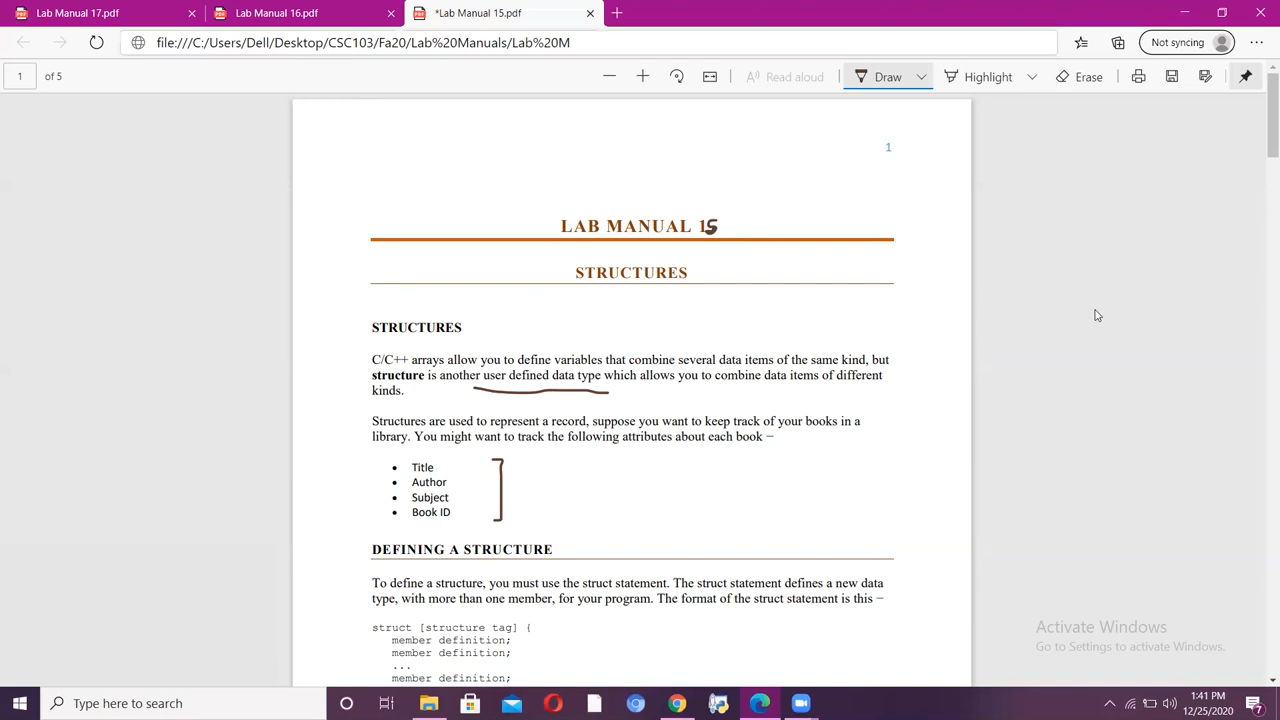 Lab Manual 17.pdf
Lab Manual 16.pdf
*Lab Manual 15.pdf
file:///C:/Users/Dell/Desktop/CSC103/Fa20/Lab%20Manuals/Lab%20M
Not syncing
1 of 5
Read aloud
Draw
Highlight
Erase
1
LAB MANUAL 15
STRUCTURES
STRUCTURES
C/C++ arrays allow you to define variables that combine several data items of the same kind, but
structure is another user defined data type which allows you to combine data items of different
kinds.
Structures are used to represent a record, suppose you want to keep track of your books in a
library. You might want to track the following attributes about each book −
• Title
• Author
• Subject
• Book ID
DEFINING A STRUCTURE
To define a structure, you must use the struct statement. The struct statement defines a new data
type, with more than one member, for your program. The format of the struct statement is this −
struct [structure tag] {
member definition;
member definition;
...
member definition;
Activate Windows
Go to Settings to activate Windows.
Type here to search
1:41 PM
12/25/2020
7